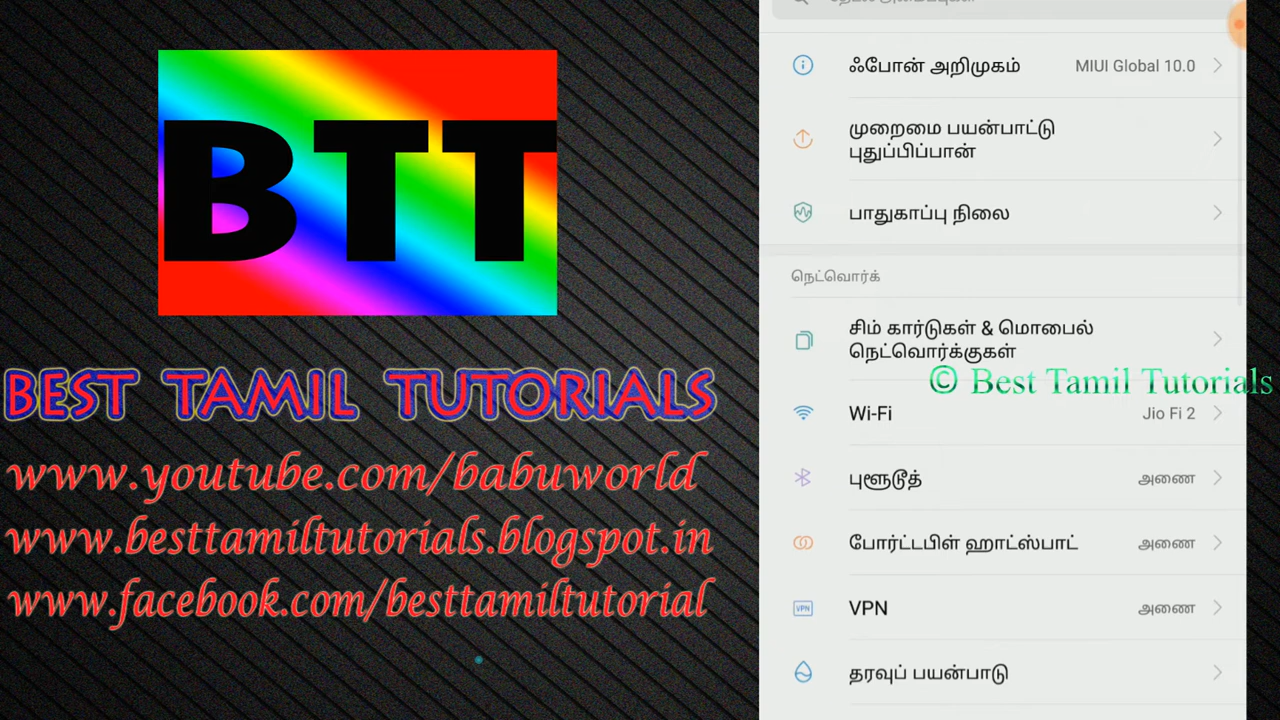 BTT
BEST TAMIL TUTORIALS
www.youtube.com/babuworld
www.besttamiltutorials.blogspot.in
www.facebook.com/besttamiltutorial
ஃபோன் அறிமுகம் MIUI Global 10.0
முறைமை பயன்பாட்டு
புதுப்பிப்பான்
பாதுகாப்பு நிலை
நெட்வொர்க்
சிம் கார்டுகள் & மொபைல்
நெட்வொர்க்குகள்
© Best Tamil Tutorials
Wi-Fi Jio Fi 2
புளூடூத் அணை
போர்ட்டபிள் ஹாட்ஸ்பாட் அணை
VPN VPN அணை
தரவுப் பயன்பாடு